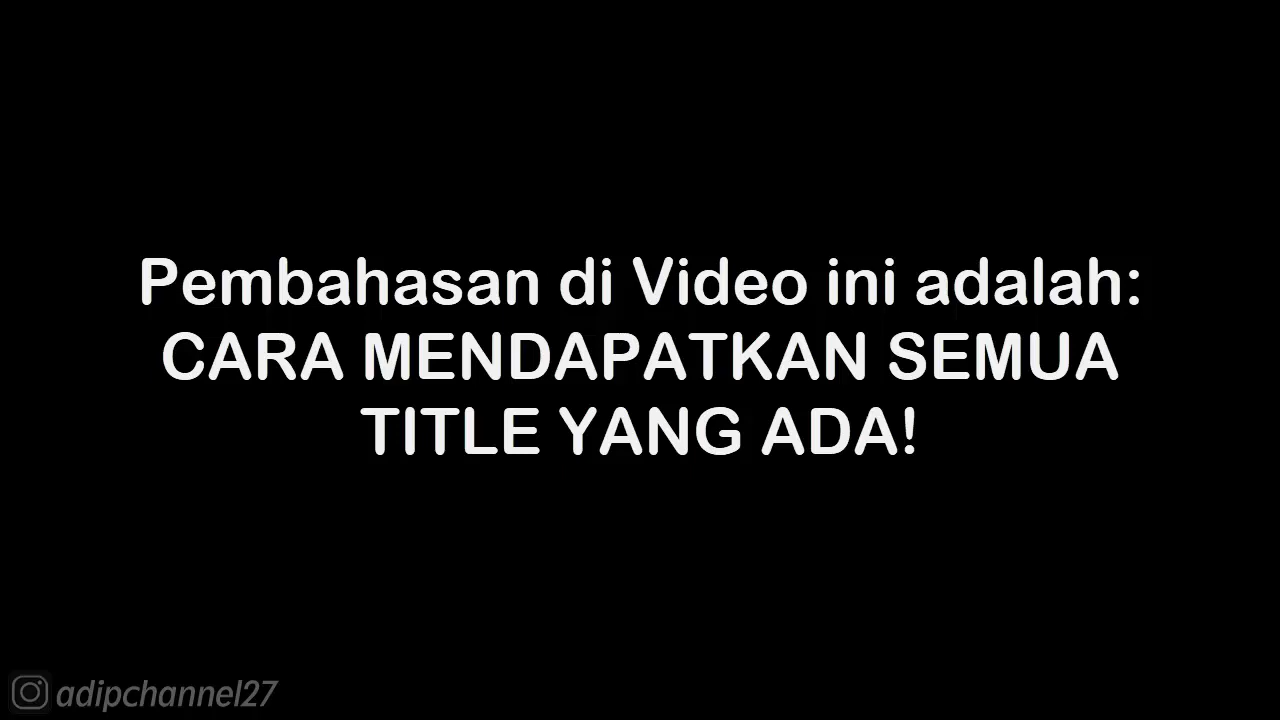 Pembahasan di Video ini adalah:
CARA MENDAPATKAN SEMUA
TITLE YANG ADA!
adipchannel27